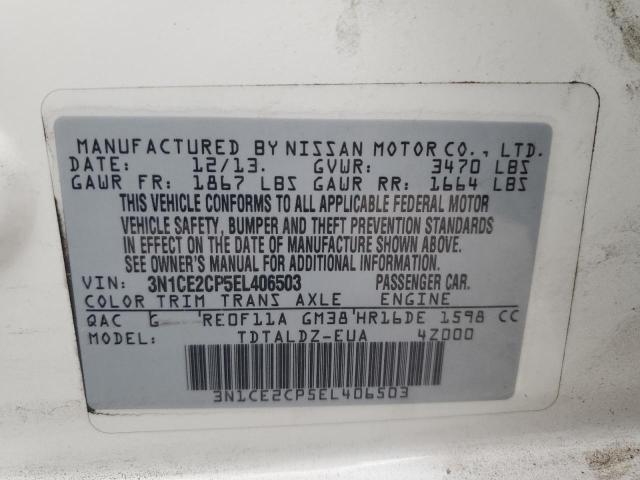 MANUFACTURED BY NISSAN MOTOR CO., LTD.
DATE: 12/13. GVWR: 3470 LBS
GAWR FR: 1867 LBS GAWR RR: 1664 LBS
THIS VEHICLE CONFORMS TO ALL APPLICABLE FEDERAL MOTOR
VEHICLE SAFETY, BUMPER AND THEFT PREVENTION STANDARDS
IN EFFECT ON THE DATE OF MANUFACTURE SHOWN ABOVE.
SEE OWNER'S MANUAL FOR ADDITIONAL INFORMATION.
VIN: 3N1CE2CP5EL406503 PASSENGER CAR.
COLOR TRIM TRANS AXLE ENGINE
QAC G RE0F11A GM38 HR16DE 1598 CC
MODEL TDTALDZ-EUA 4Z000
3N1CE2CP5EL406503